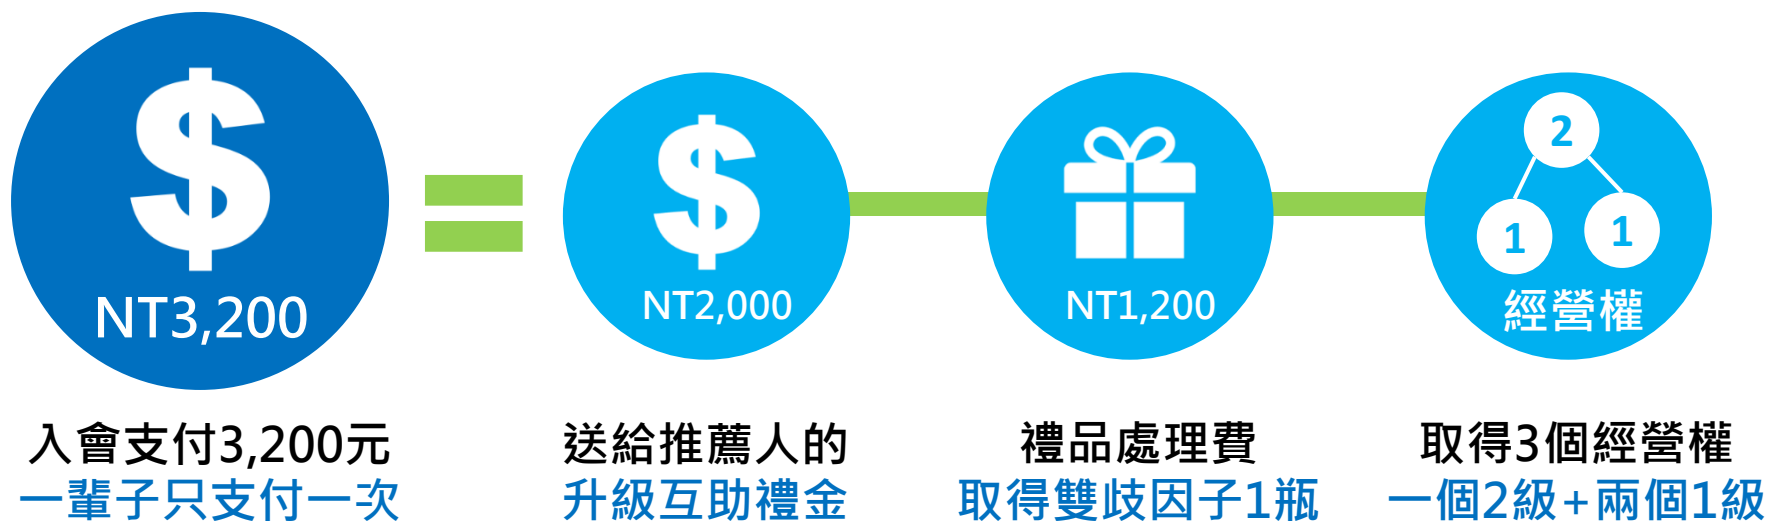 $
NT3,200
入會支付3,200元
一輩子只支付一次
$
NT2,000
送給推薦人的
升級互助禮金
NT1,200
禮品處理費
取得雙歧因子1瓶
2
1 1
經營權
取得3個經營權
一個2級+兩個1級